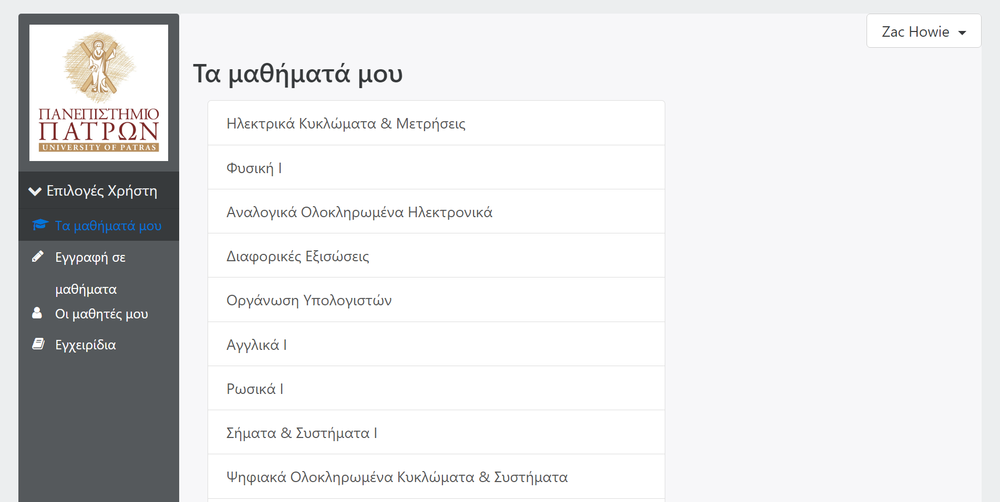 Zac Howie
ΠΑΝΕΠΙΣΤΗΜΙΟ
ΠΑΤΡΩΝ
UNIVERSITY OF PATRAS
Επιλογές Χρήστη
Τα μαθήματά μου
Εγγραφή σε
μαθήματα
Οι μαθητές μου
Εγχειρίδια
Τα μαθήματά μου
Ηλεκτρικά Κυκλώματα & Μετρήσεις
Φυσική Ι
Αναλογικά Ολοκληρωμένα Ηλεκτρονικά
Διαφορικές Εξισώσεις
Οργάνωση Υπολογιστών
Αγγλικά Ι
Ρωσικά Ι
Σήματα & Συστήματα Ι
Ψηφιακά Ολοκληρωμένα Κυκλώματα & Συστήματα